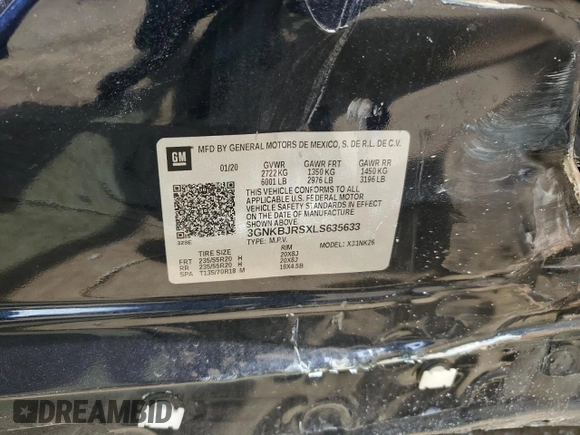 GM
MFD BY GENERAL MOTORS DE MEXICO, S. DE R.L. DE C.V.
01/20 GVWR GAWR FRT GAWR RR
2722 KG 1350 KG 1450 KG
6001 LB 2976 LB 3196 LB
THIS VEHICLE CONFORMS TO ALL
APPLICABLE U.S. FEDERAL MOTOR
VEHICLE SAFETY STANDARDS IN EFFECT
ON THE DATE OF MANUFACTURE
SHOWN ABOVE.
3GNKBJRSXLS635633
TYPE: M.P.V. MODEL: X31NK26
TIRE SIZE RIM
FRT 235/55R20 H 20X8J
RR 235/55R20 H 20X8J
SPA T135/70R18 M 18X4.5B
DREAMBID